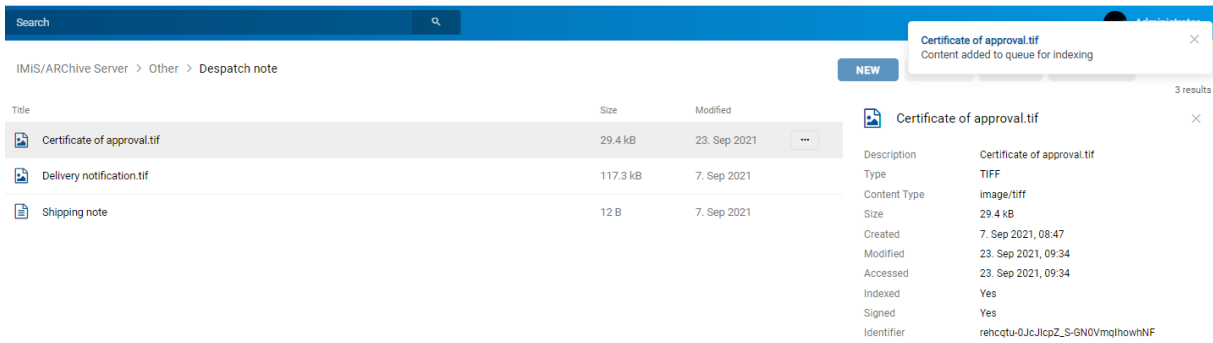 Search
Administrator
Certificate of approval.tif
Content added to queue for indexing
IMiS/ARChive Server > Other > Despatch note
NEW
3 results
Title Size Modified
Certificate of approval.tif 29.4 kB 23. Sep 2021
Delivery notification.tif 117.3 kB 7. Sep 2021
Shipping note 12 B 7. Sep 2021
Certificate of approval.tif
Description Certificate of approval.tif
Type TIFF
Content Type image/tiff
Size 29.4 kB
Created 7. Sep 2021, 08:47
Modified 23. Sep 2021, 09:34
Accessed 23. Sep 2021, 09:34
Indexed Yes
Signed Yes
Identifier rehcqtu-0JcJIcpZ_S-GN0VmqIhowhNF